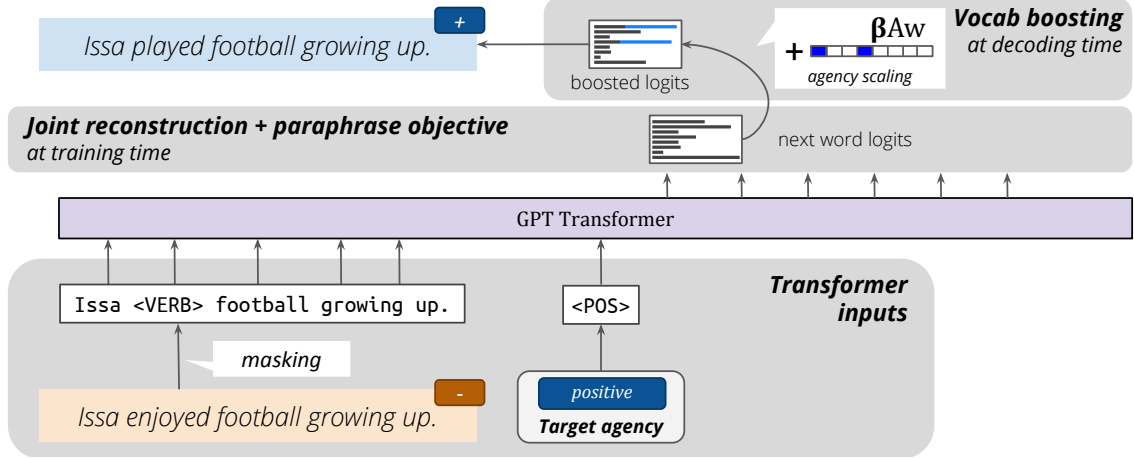 +
Issa played football growing up.
boosted logits
βAw
+
agency scaling
Vocab boosting
at decoding time
Joint reconstruction + paraphrase objective
at training time
next word logits
GPT Transformer
Issa <VERB> football growing up.
<POS>
Transformer
inputs
masking
-
Issa enjoyed football growing up.
positive
Target agency